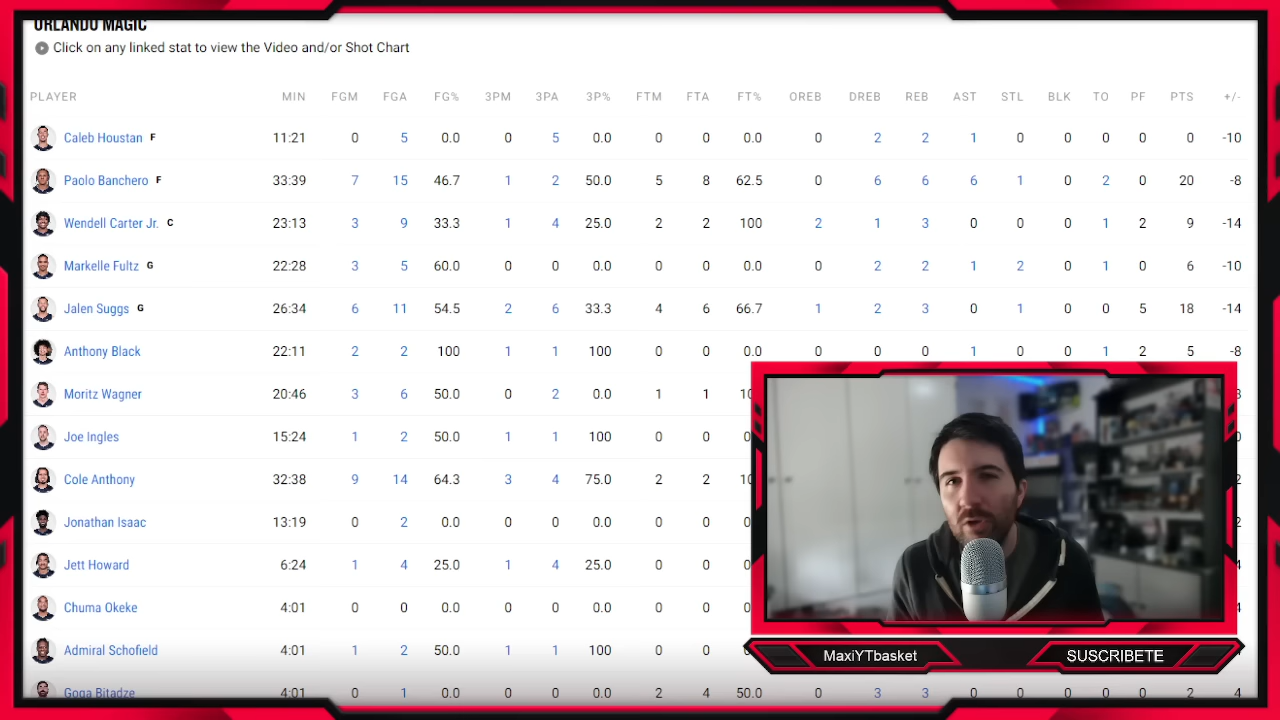 ORLANDO MAGIC
Click on any linked stat to view the Video and/or Shot Chart
PLAYER MIN FGM FGA FG% 3PM 3PA 3P% FTM FTA FT% OREB DREB REB AST STL BLK TO PF PTS +/-
Caleb Houstan F 11:21 0 5 0.0 0 5 0.0 0 0 0.0 0 2 2 1 0 0 0 0 0 -10
Paolo Banchero F 33:39 7 15 46.7 1 2 50.0 5 8 62.5 0 6 6 6 1 0 2 0 20 -8
Wendell Carter Jr. C 23:13 3 9 33.3 1 4 25.0 2 2 100 2 1 3 0 0 0 1 2 9 -14
Markelle Fultz G 22:28 3 5 60.0 0 0 0.0 0 0 0.0 0 2 2 1 2 0 1 0 6 -10
Jalen Suggs G 26:34 6 11 54.5 2 6 33.3 4 6 66.7 1 2 3 0 1 0 0 5 18 -14
Anthony Black 22:11 2 2 100 1 1 100 0 0 0.0 0 0 0 1 0 0 1 2 5 -8
Moritz Wagner 20:46 3 6 50.0 0 2 0.0 1 1
Joe Ingles 15:24 1 2 50.0 1 1 100 0 0
Cole Anthony 32:38 9 14 64.3 3 4 75.0 2 2
Jonathan Isaac 13:19 0 2 0.0 0 0 0.0 0 0
Jett Howard 6:24 1 4 25.0 1 4 25.0 0 0
Chuma Okeke 4:01 0 0 0.0 0 0 0.0 0 0
Admiral Schofield 4:01 1 2 50.0 1 1 100 0 0
Goga Bitadze 4:01 0 1 0.0 0 0 0.0 2 4 50.0 0 3 3 0 0 0 0 0 2 4
MaxiYTbasket
SUSCRIBETE